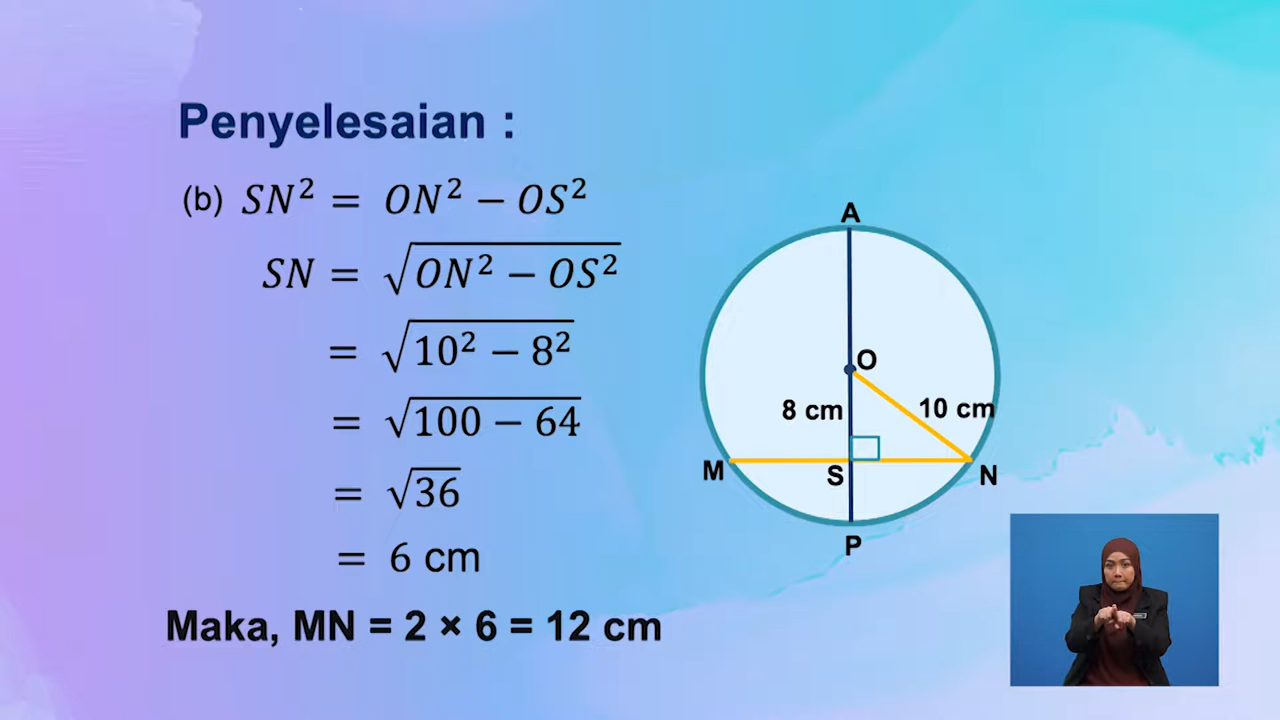 Penyelesaian :
(b) SN² = ON² − OS²
SN = √(ON² − OS²)
= √(10² − 8²)
= √(100 − 64)
= √36
= 6 cm
Maka, MN = 2 × 6 = 12 cm
A
O
8 cm
10 cm
M
S
N
P